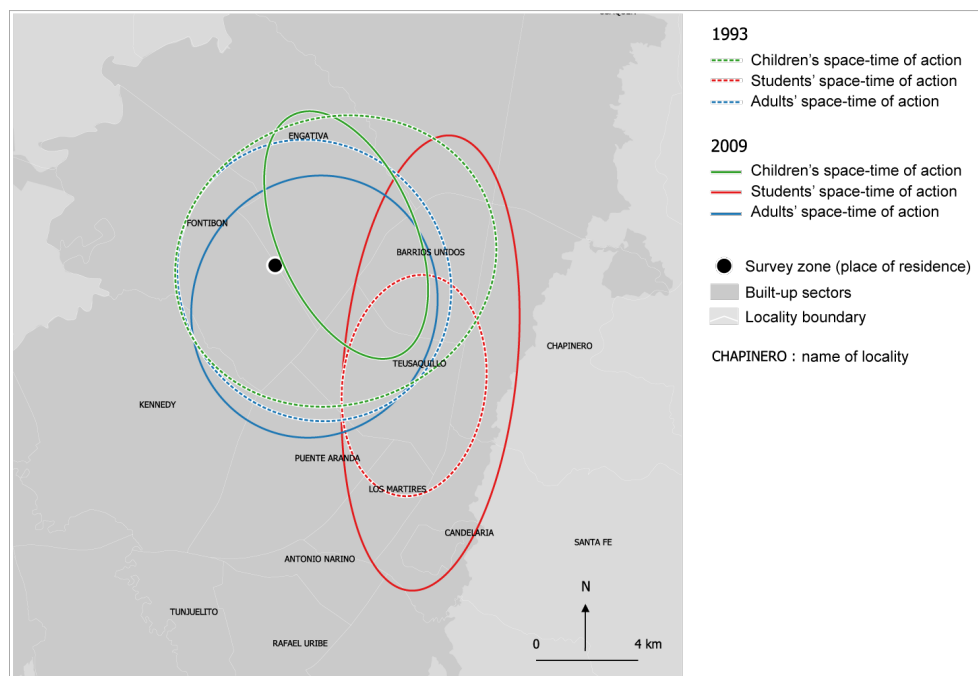 1993
Children's space-time of action
Students' space-time of action
Adults' space-time of action
2009
Children's space-time of action
Students' space-time of action
Adults' space-time of action
Survey zone (place of residence)
Built-up sectors
Locality boundary
CHAPINERO : name of locality
ENGATIVA
FONTIBON
BARRIOS UNIDOS
CHAPINERO
TEUSAQUILLO
KENNEDY
PUENTE ARANDA
LOS MARTIRES
CANDELARIA
SANTA FE
ANTONIO NARINO
TUNJUELITO
RAFAEL URIBE
N
0 4 km